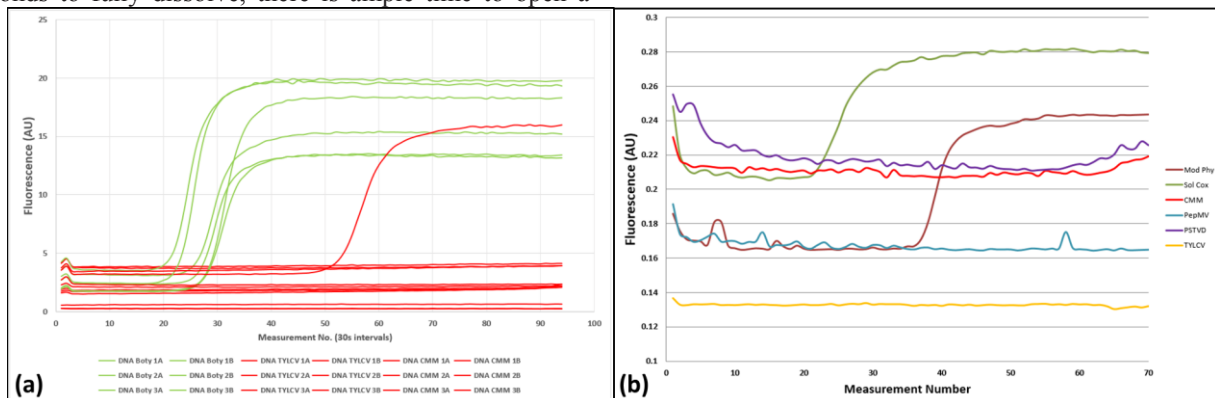 onds to fully dissolve, there is ample time to open a
25
20
15
10
5
0
Fluorescence (AU)
0 10 20 30 40 50 60 70 80 90 100
Measurement No. (30s intervals)
DNA Boty 1A DNA Boty 1B DNA TYLCV 1A DNA TYLCV 1B DNA CMM 1A DNA CMM 1B
DNA Boty 2A DNA Boty 2B DNA TYLCV 2A DNA TYLCV 2B DNA CMM 2A DNA CMM 2B
DNA Boty 3A DNA Boty 3B DNA TYLCV 3A DNA TYLCV 3B DNA CMM 3A DNA CMM 3B
(a)
0.3
0.28
0.26
0.24
0.22
0.2
0.18
0.16
0.14
0.12
0.1
Fluorescence (AU)
0 10 20 30 40 50 60 70
Measurement Number
Mod Phy
Sol Cox
CMM
PepMV
PSTVD
TYLCV
(b)